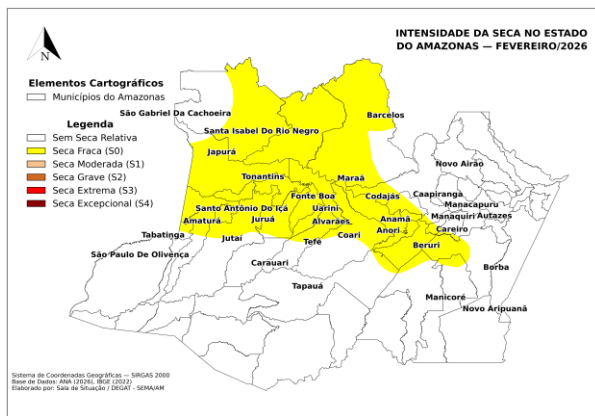 INTENSIDADE DA SECA NO ESTADO
DO AMAZONAS — FEVEREIRO/2026
N
Elementos Cartográficos
Municípios do Amazonas
Legenda
Sem Seca Relativa
Seca Fraca (S0)
Seca Moderada (S1)
Seca Grave (S2)
Seca Extrema (S3)
Seca Excepcional (S4)
São Gabriel Da Cachoeira
Barcelos
Santa Isabel Do Rio Negro
Japurá
Novo Airão
Tonantins
Maraã
Fonte Boa
Codajás
Caapiranga
Santo Antônio Do Içá
Uarini
Manacapuru
Amaturá
Juruá
Alvarães
Anamã
Manaquiri
Autazes
Tabatinga
Jutaí
Tefé
Coari
Anori
Careiro
São Paulo De Olivença
Beruri
Carauari
Borba
Tapauá
Manicoré
Novo Aripuanã
Sistema de Coordenadas Geográficas — SIRGAS 2000
Base de Dados: ANA (2026), IBGE (2022)
Elaborado por: Sala de Situação / DEGAT - SEMA/AM